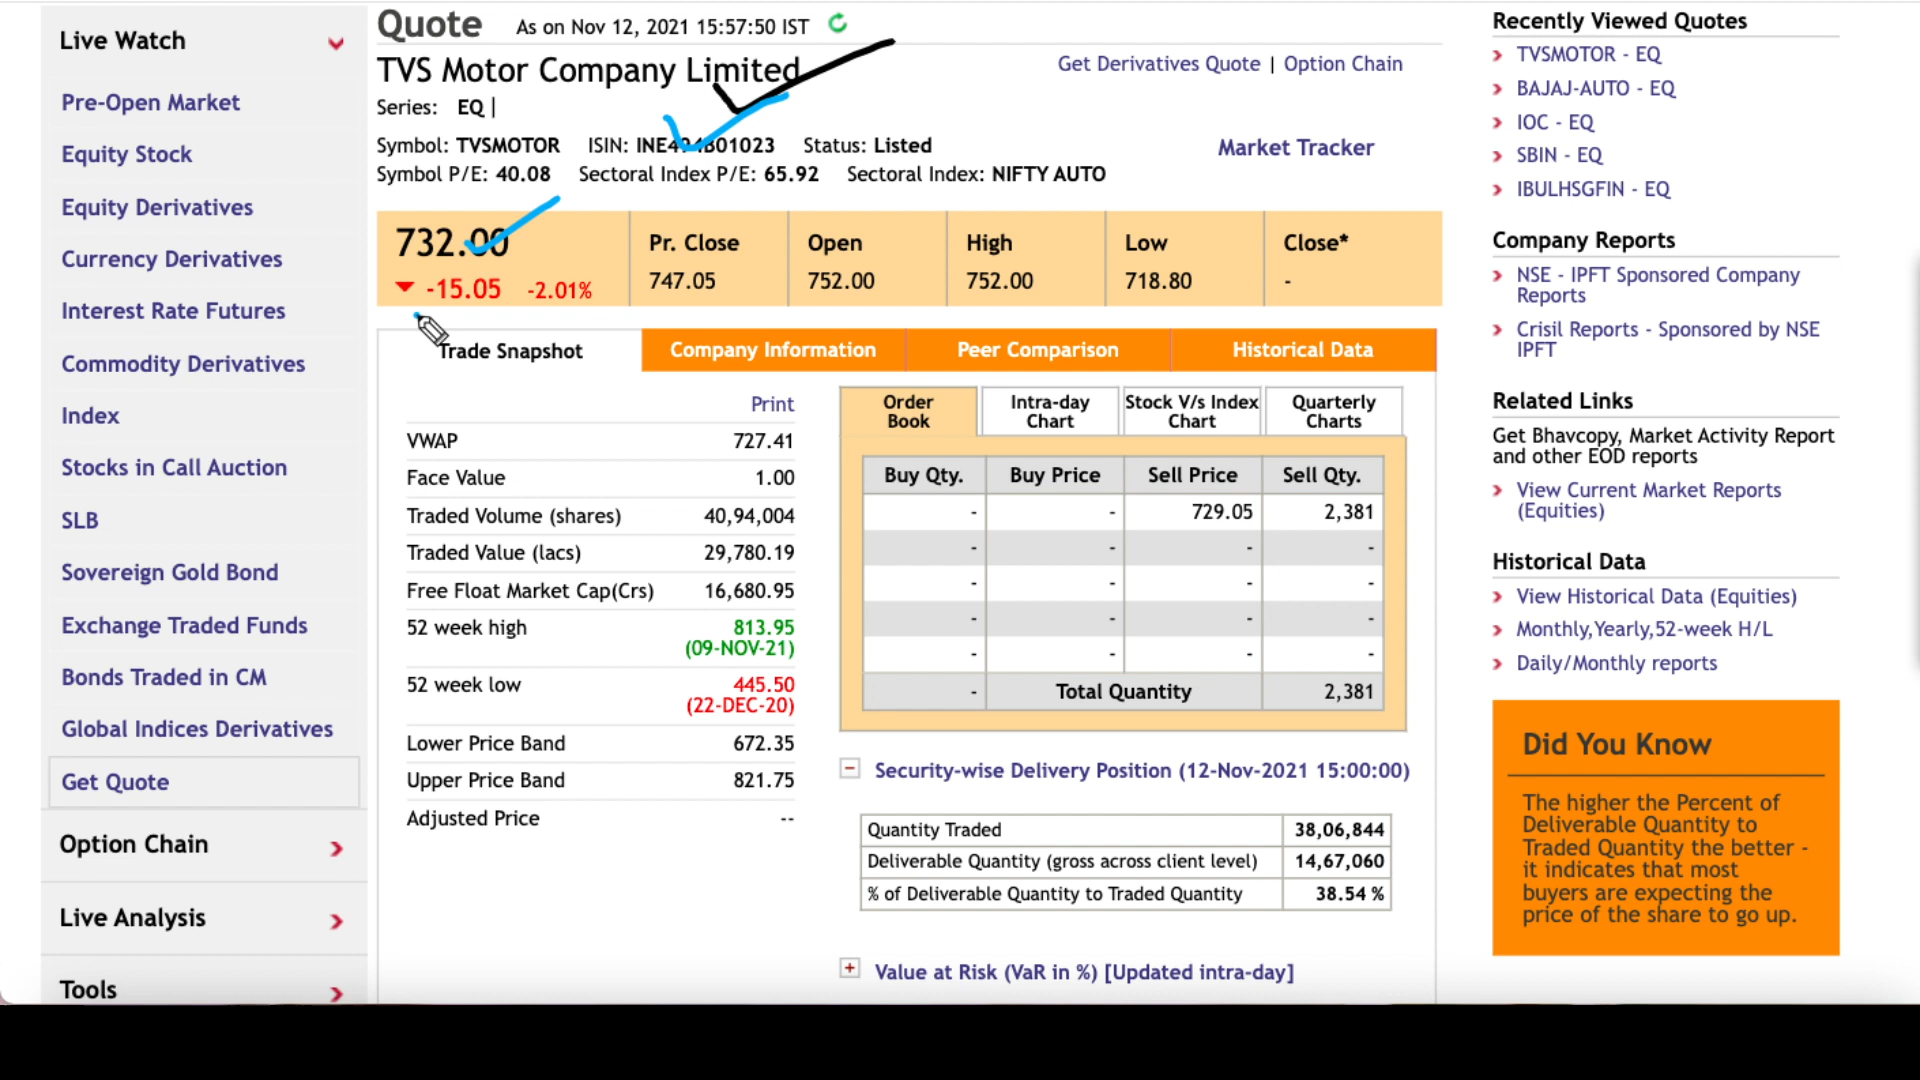 Live Watch
Pre-Open Market
Equity Stock
Equity Derivatives
Currency Derivatives
Interest Rate Futures
Commodity Derivatives
Index
Stocks in Call Auction
SLB
Sovereign Gold Bond
Exchange Traded Funds
Bonds Traded in CM
Global Indices Derivatives
Get Quote
Option Chain
Live Analysis
Tools
Quote As on Nov 12, 2021 15:57:50 IST
TVS Motor Company Limited
Get Derivatives Quote | Option Chain
Series: EQ |
Symbol: TVSMOTOR ISIN: Status: Listed
Market Tracker
Symbol P/E: 40.08 Sectoral Index P/E: 65.92 Sectoral Index: NIFTY AUTO
732.00
-15.05 -2.01%
Pr. Close Open High Low Close*
747.05 752.00 752.00 718.80 -
Trade Snapshot Company Information Peer Comparison Historical Data
Print
VWAP 727.41
Face Value 1.00
Traded Volume (shares) 40,94,004
Traded Value (lacs) 29,780.19
Free Float Market Cap(Crs) 16,680.95
52 week high 813.95
(09-NOV-21)
52 week low 445.50
(22-DEC-20)
Lower Price Band 672.35
Upper Price Band 821.75
Adjusted Price --
Order Book
Intra-day Chart
Stock V/s Index Chart
Quarterly Charts
Buy Qty. Buy Price Sell Price Sell Qty.
- - 729.05 2,381
- - - -
- - - -
- - - -
- - - -
- Total Quantity 2,381
Security-wise Delivery Position (12-Nov-2021 15:00:00)
Quantity Traded 38,06,844
Deliverable Quantity (gross across client level) 14,67,060
% of Deliverable Quantity to Traded Quantity 38.54 %
Value at Risk (VaR in %) [Updated intra-day]
Recently Viewed Quotes
TVSMOTOR - EQ
BAJAJ-AUTO - EQ
IOC - EQ
SBIN - EQ
IBULHSGFIN - EQ
Company Reports
NSE - IPFT Sponsored Company
Reports
Crisil Reports - Sponsored by NSE
IPFT
Related Links
Get Bhavcopy, Market Activity Report
and other EOD reports
View Current Market Reports
(Equities)
Historical Data
View Historical Data (Equities)
Monthly,Yearly,52-week H/L
Daily/Monthly reports
Did You Know
The higher the Percent of
Deliverable Quantity to
Traded Quantity the better -
it indicates that most
buyers are expecting the
price of the share to go up.